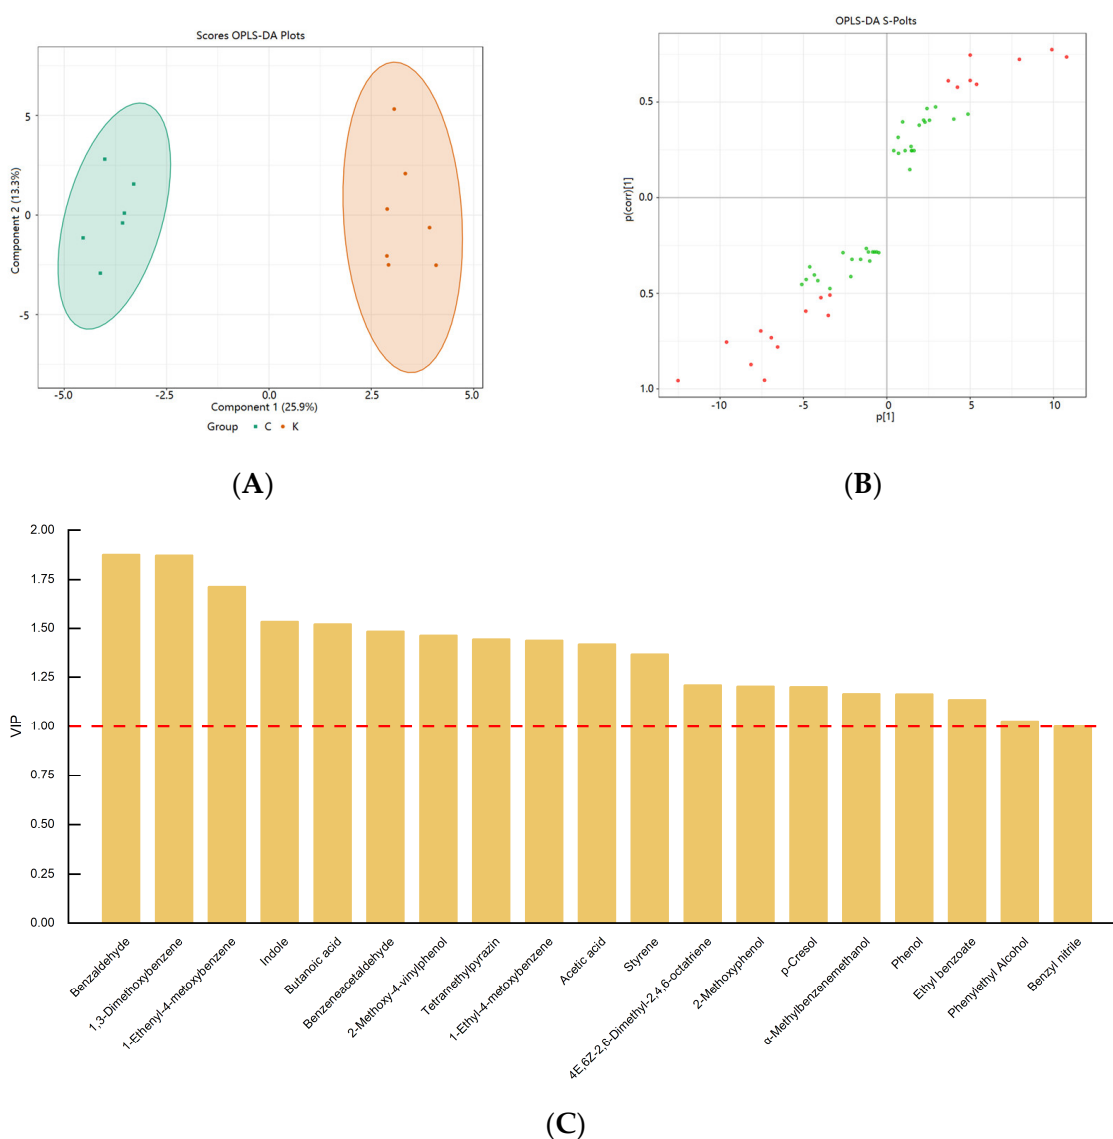 Scores OPLS-DA Plots
Component 2 (13.3%)
5
0
-5
-5.0 -2.5 0.0 2.5 5.0
Component 1 (25.9%)
Group C K
(A)
OPLS-DA S-Polts
p(corr)[1]
0.5
0.0
0.5
1.0
-10 -5 0 5 10
p[1]
(B)
VIP
2.00
1.75
1.50
1.25
1.00
0.75
0.50
0.25
0.00
Benzaldehyde
1,3-Dimethoxybenzene
1-Ethenyl-4-metoxybenzene
Indole
Butanoic acid
Benzeneacetaldehyde
2-Methoxy-4-vinylphenol
Tetramethylpyrazin
1-Ethyl-4-metoxybenzene
Acetic acid
Styrene
4E,6Z-2,6-Dimethyl-2,4,6-octatriene
2-Methoxyphenol
p-Cresol
α-Methylbenzenemethanol
Phenol
Ethyl benzoate
Phenylethyl Alcohol
Benzyl nitrile
(C)